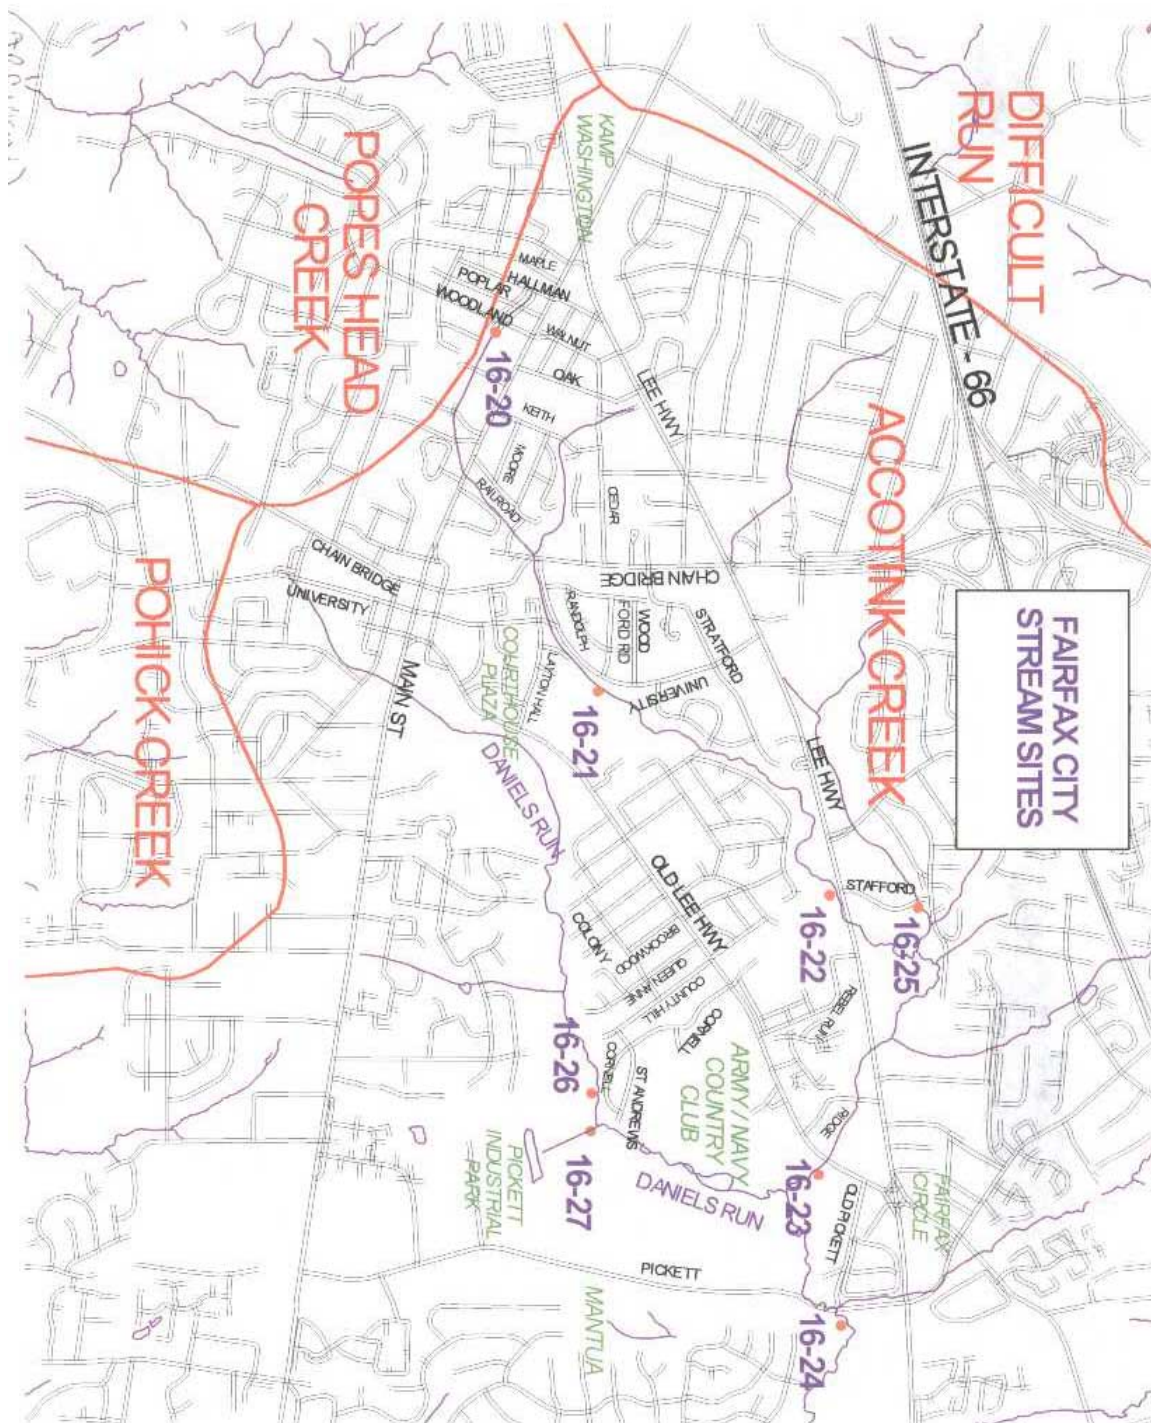 FAIRFAX CITY
STREAM SITES
DIFFICULT
RUN
INTERSTATE - 66
ACCOTINK CREEK
KAMP
WASHINGTON
POPES HEAD
CREEK
POHICK CREEK
MAPLE
HALLMAN
POPLAR
WOODLAND
WALNUT
OAK
16-20
LEE HWY
KEITH
MOORE
RAILROAD
CEDAR
CHAIN BRIDGE
CHAIN BRIDGE
UNIVERSITY
RANDOLPH
WOOD
FORD RD
STRATFORD
UNIVERSITY
LAYTON HALL
COURTHOUSE
PLAZA
MAIN ST
16-21
DANIELS RUN
LEE HWY
STAFFORD
16-25
16-22
OLD LEE HWY
BROOKWOOD
COLONY
QUEEN ANNE
COUNTY HILL
CORNELL
CORNELL
REBEL RUN
16-26
ST ANDREWS
ARMY / NAVY
COUNTRY
CLUB
RIDGE
16-27
PICKETT
INDUSTRIAL
PARK
DANIELS RUN
16-23
OLD PICKETT
FAIRFAX
CIRCLE
PICKETT
MANTUA
16-24